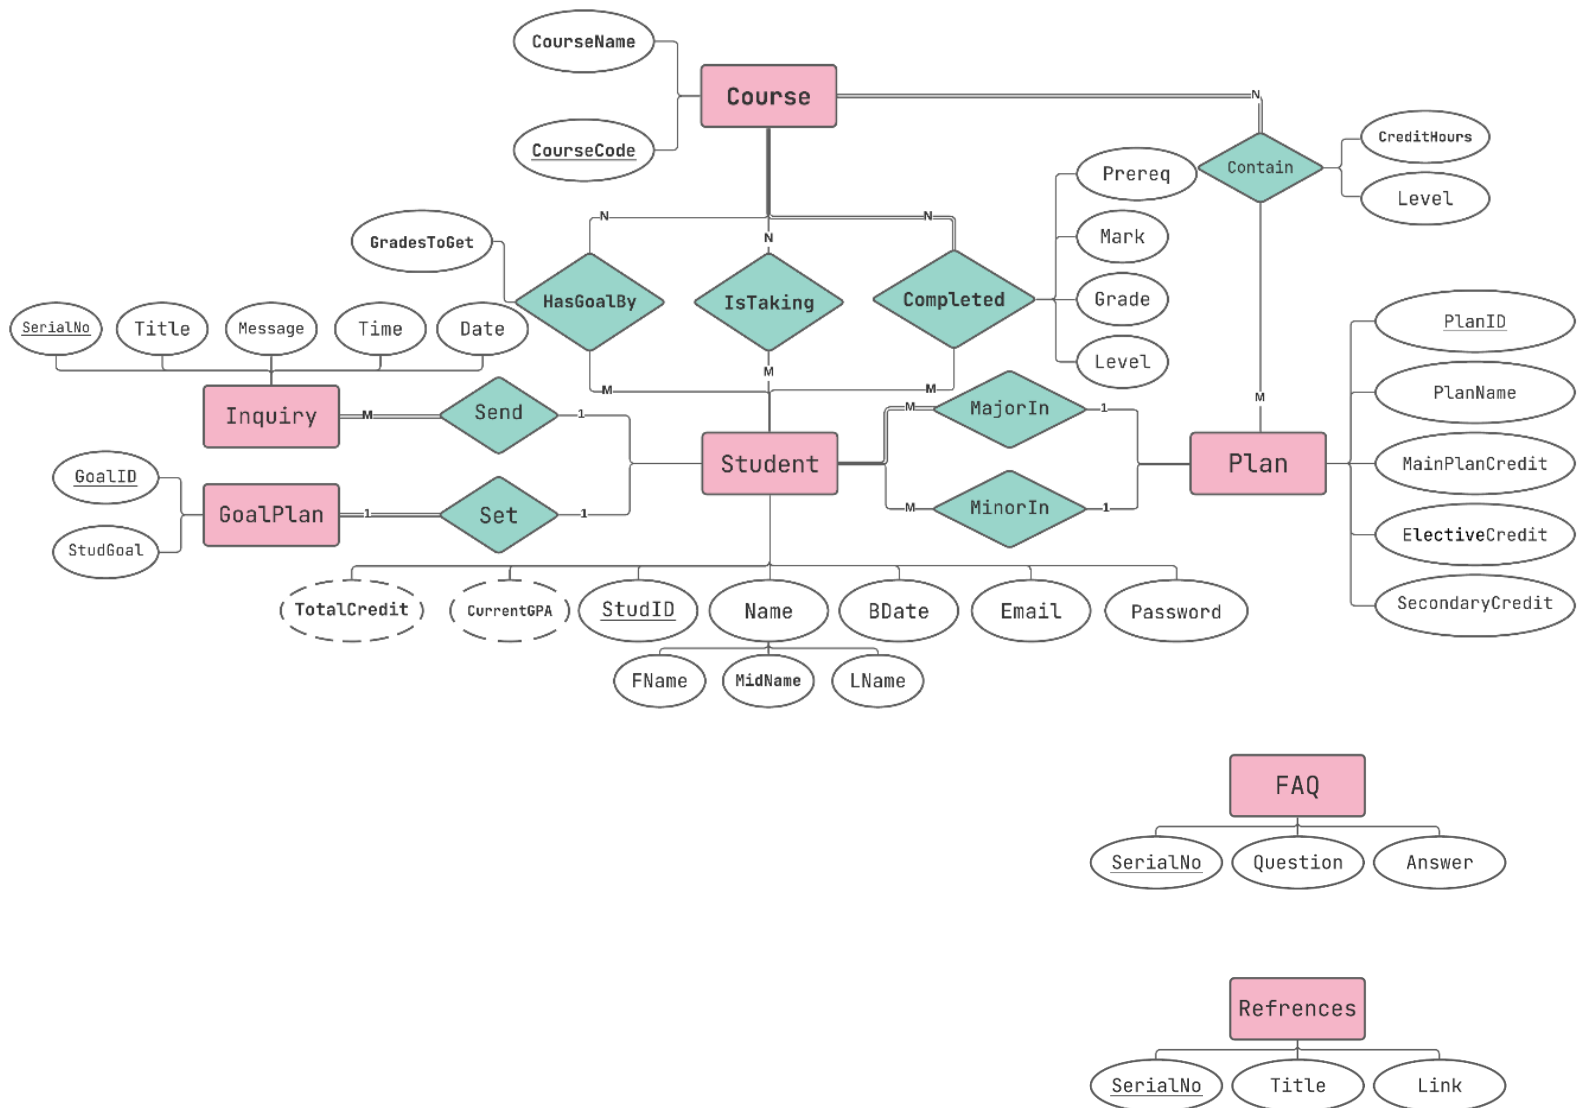 CourseName
Course
N
CourseCode
CreditHours
Contain
Level
Prereq
N
N
N
GradesToGet
Mark
HasGoalBy
IsTaking
Completed
Grade
SerialNo
Title
Message
Time
Date
PlanID
Level
M
M
M
M
PlanName
Inquiry
M
Send
1
M
MajorIn
1
GoalID
Student
Plan
MainPlanCredit
GoalPlan
1
Set
1
M
MinorIn
1
StudGoal
ElectiveCredit
TotalCredit
CurrentGPA
StudID
Name
BDate
Email
Password
SecondaryCredit
FName
MidName
LName
FAQ
SerialNo
Question
Answer
Refrences
SerialNo
Title
Link